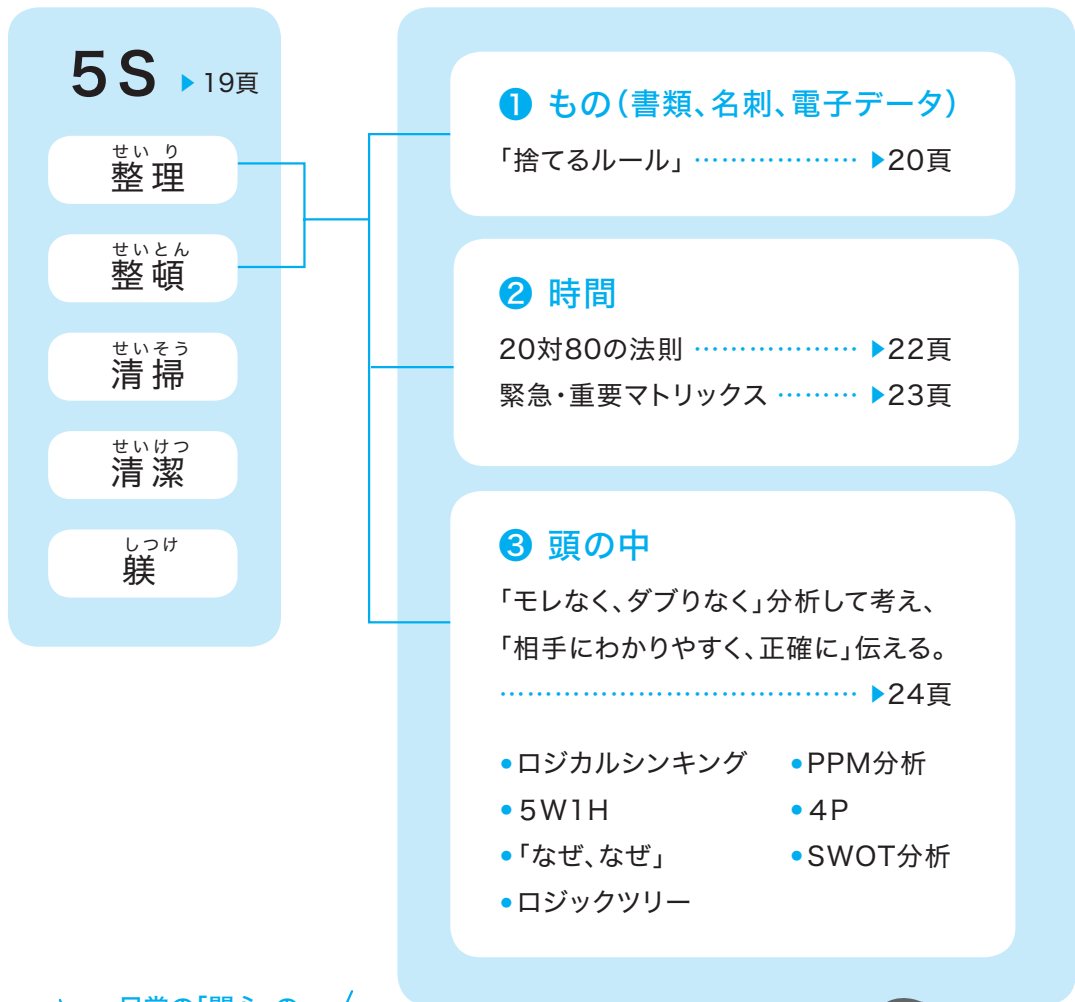 5S ▶19頁
せいり
整理
せいとん
整頓
せいそう
清掃
せいけつ
清潔
しつけ
躾
❶ もの(書類、名刺、電子データ)
「捨てるルール」 ……………… ▶20頁
❷ 時間
20対80の法則 ……………… ▶22頁
緊急・重要マトリックス ……… ▶23頁
❸ 頭の中
「モレなく、ダブりなく」分析して考え、
「相手にわかりやすく、正確に」伝える。
………………………………… ▶24頁
•ロジカルシンキング •PPM分析
•5W1H •4P
•「なぜ、なぜ」 •SWOT分析
•ロジックツリー